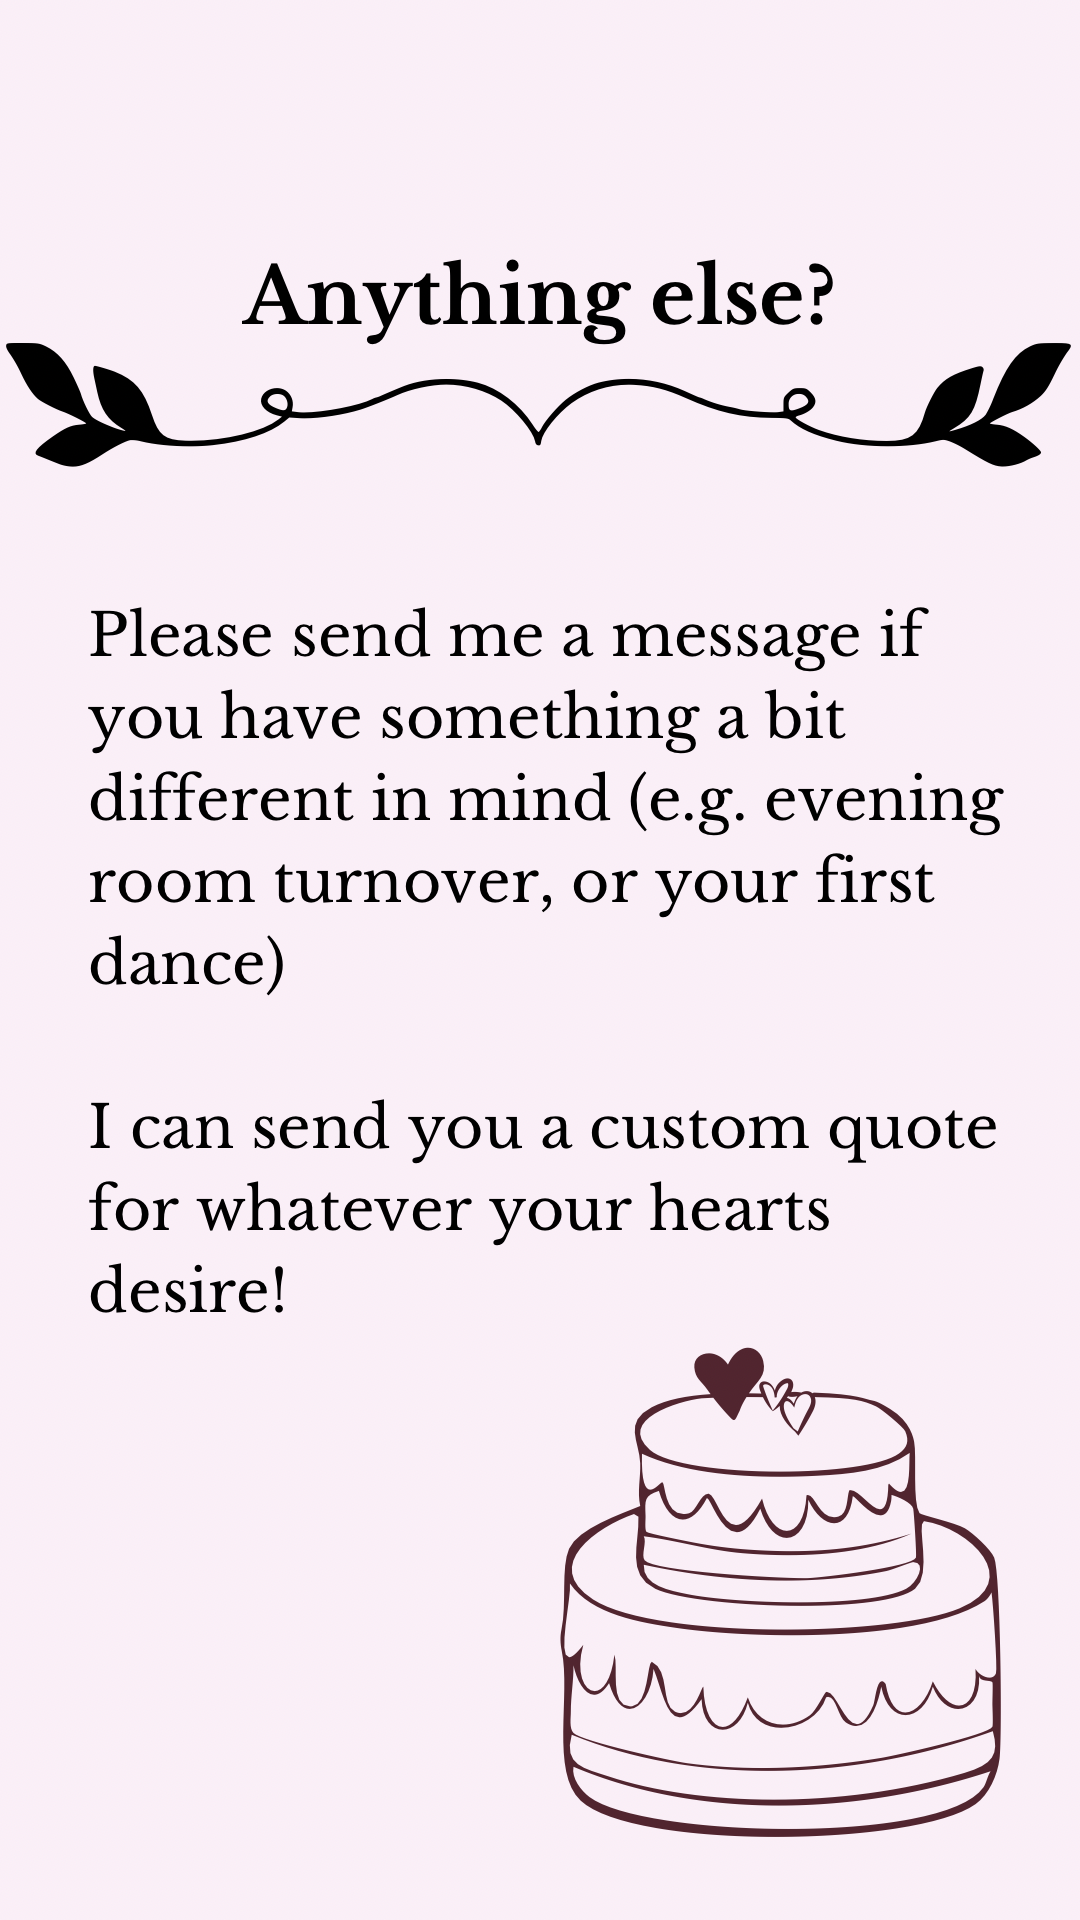 Anything else?
Please send me a message if
you have something a bit
different in mind (e.g. evening
room turnover, or your first
dance)
I can send you a custom quote
for whatever your hearts
desire!